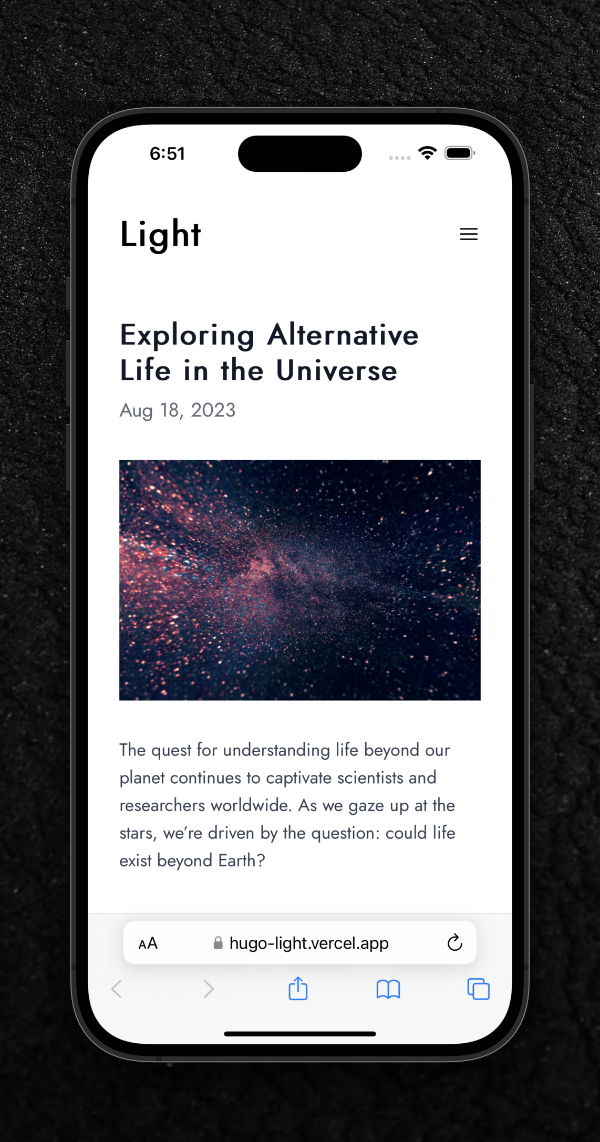 6:51
Light
Exploring Alternative
Life in the Universe
Aug 18, 2023
The quest for understanding life beyond our
planet continues to captivate scientists and
researchers worldwide. As we gaze up at the
stars, we’re driven by the question: could life
exist beyond Earth?
AA hugo-light.vercel.app